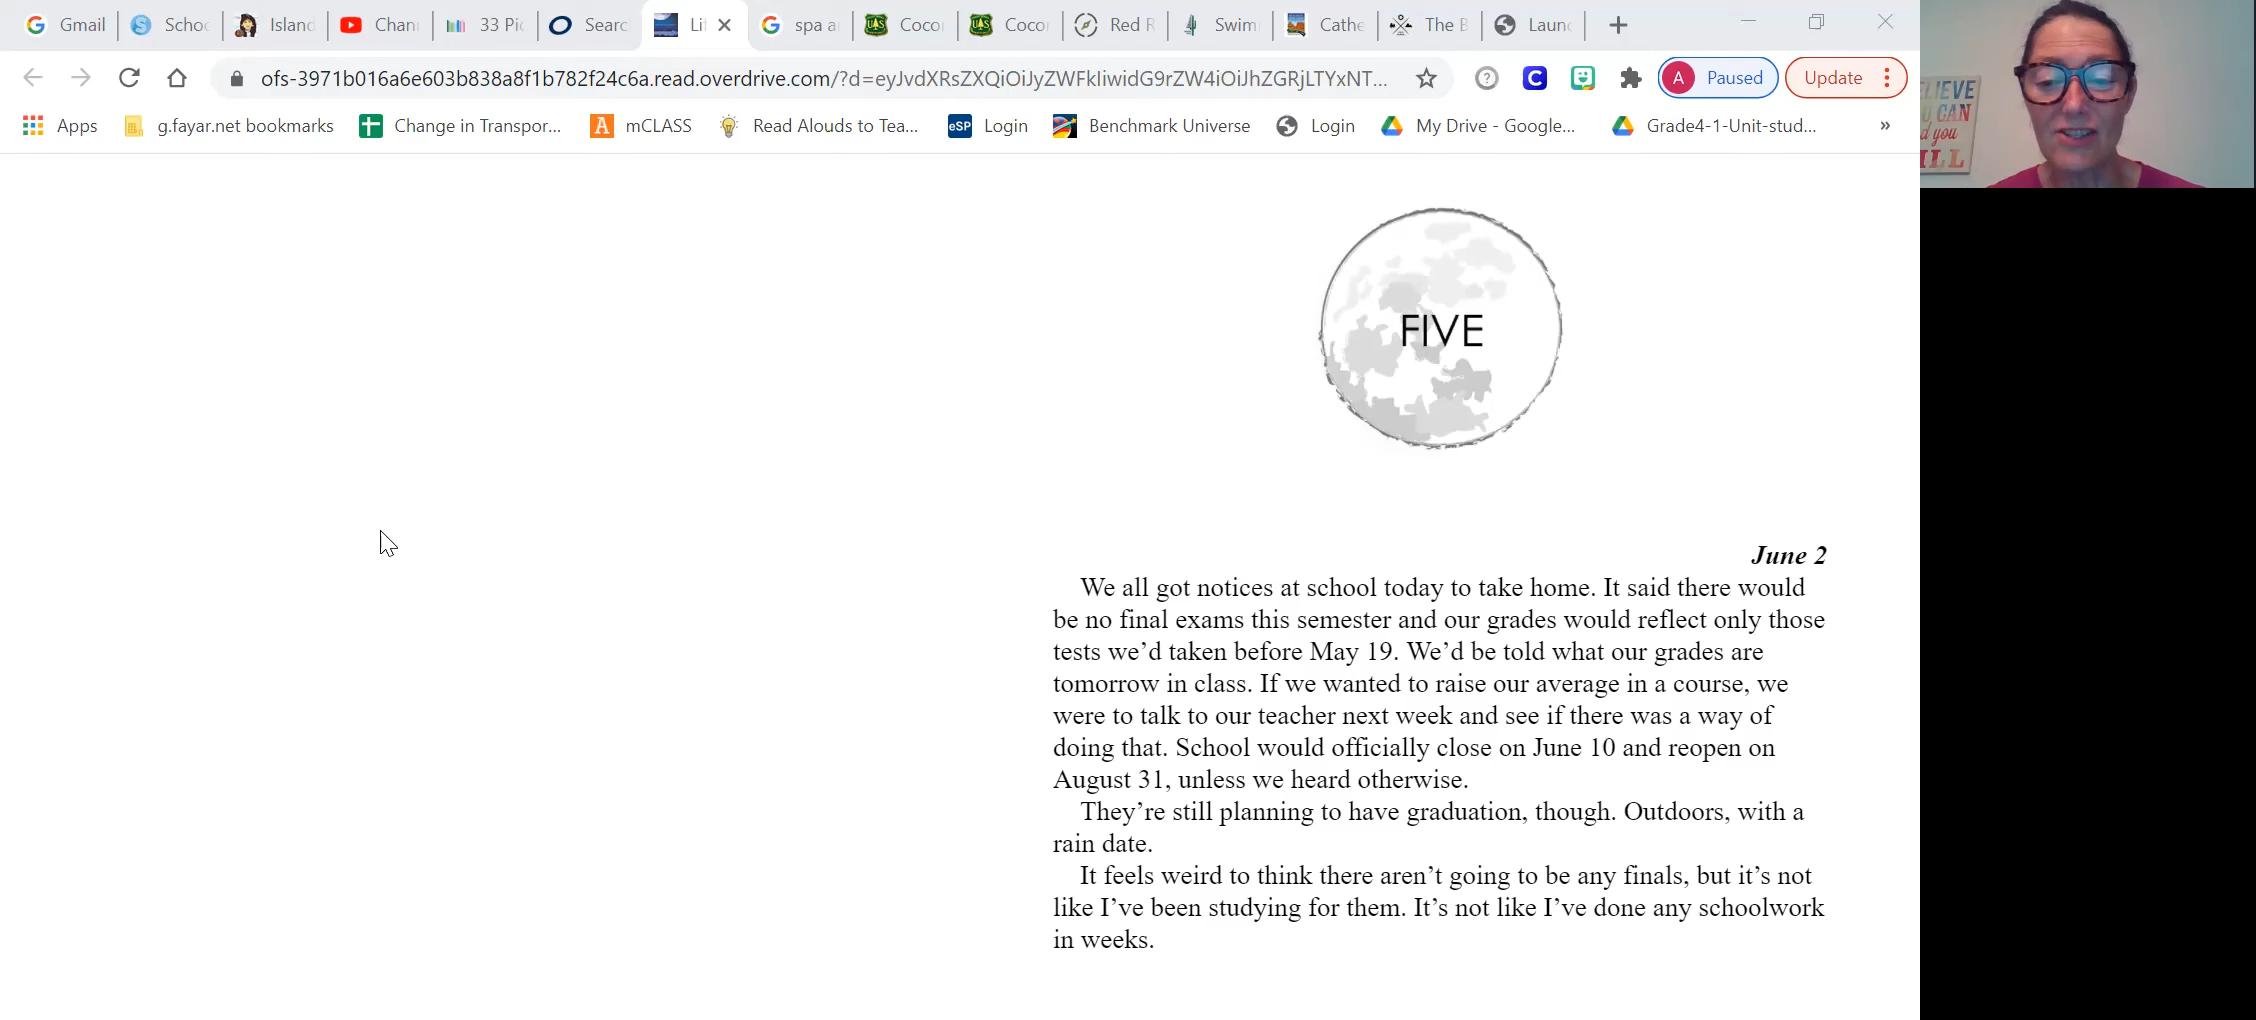 Gmail
Schoo
Island
Chan
33 Pic
Searc
Li
spa a
Coco
Coco
Red R
Swim
Cathe
The B
Laun
ofs-3971b016a6e603b838a8f1b782f24c6a.read.overdrive.com/?d=eyJvdXRsZXQiOiJyZWFkIiwidG9rZW4iOiJhZGRjLTYxNT...
A Paused
Update
Apps
g.fayar.net bookmarks
Change in Transpor...
mCLASS
Read Alouds to Tea...
eSP Login
Benchmark Universe
Login
My Drive - Google...
Grade4-1-Unit-stud...
»
ELIEVE
U CAN
d you
ILL
FIVE
June 2
We all got notices at school today to take home. It said there would
be no final exams this semester and our grades would reflect only those
tests we’d taken before May 19. We’d be told what our grades are
tomorrow in class. If we wanted to raise our average in a course, we
were to talk to our teacher next week and see if there was a way of
doing that. School would officially close on June 10 and reopen on
August 31, unless we heard otherwise.
They’re still planning to have graduation, though. Outdoors, with a
rain date.
It feels weird to think there aren’t going to be any finals, but it’s not
like I’ve been studying for them. It’s not like I’ve done any schoolwork
in weeks.